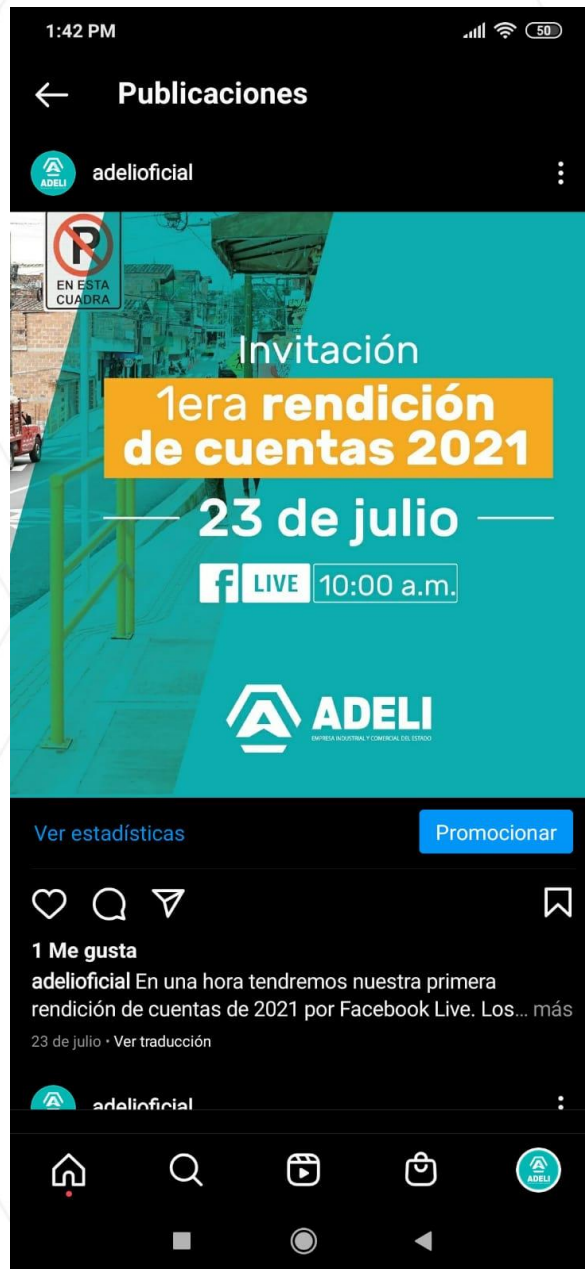 1:42 PM
50
Publicaciones
ADELI
adelioficial
P
EN ESTA
CUADRA
Invitación
1era rendición
de cuentas 2021
23 de julio
f LIVE 10:00 a.m.
ADELI
EMPRESA INDUSTRIAL Y COMERCIAL DEL ESTADO
Ver estadísticas
Promocionar
1 Me gusta
adelioficial En una hora tendremos nuestra primera
rendición de cuentas de 2021 por Facebook Live. Los... más
23 de julio • Ver traducción
adelioficial
ADELI